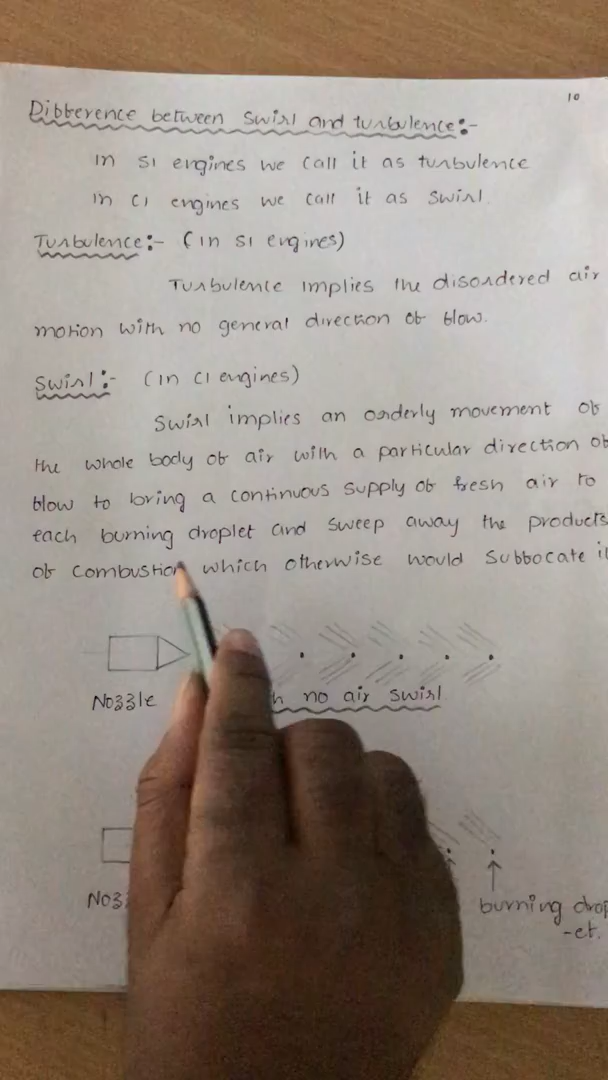 10
Difference between swirl and turbulence:-
In SI engines we call it as turbulence
In CI engines we call it as swirl.
Turbulence:- (in SI engines)
Turbulence implies the disordered air
motion with no general direction of flow.
Swirl:- (in CI engines)
Swirl implies an orderly movement of
the whole body of air with a particular direction of
flow to bring a continuous supply of fresh air to
each burning droplet and sweep away the products
of combustion which otherwise would suffocate it
Nozzle
no air swirl
burning drop
-et.